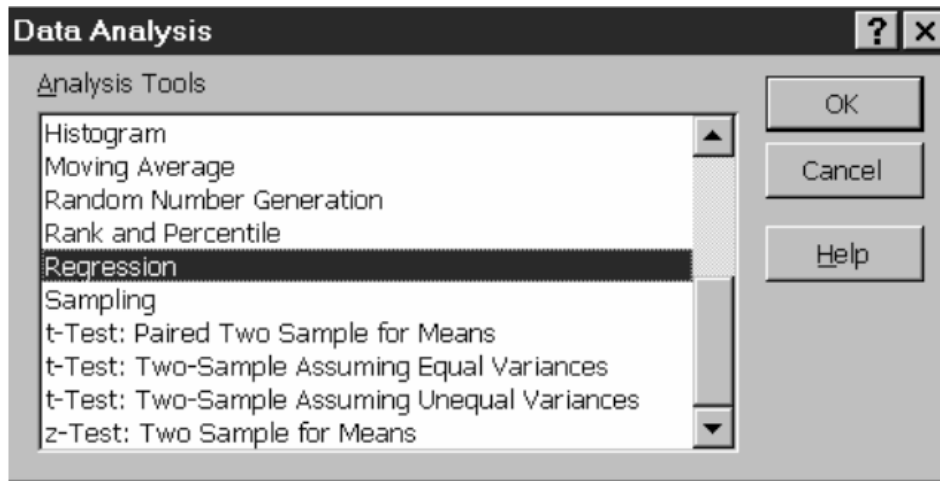 Data Analysis
?
Analysis Tools
Histogram
Moving Average
Random Number Generation
Rank and Percentile
Regression
Sampling
t-Test: Paired Two Sample for Means
t-Test: Two-Sample Assuming Equal Variances
t-Test: Two-Sample Assuming Unequal Variances
z-Test: Two Sample for Means
OK
Cancel
Help